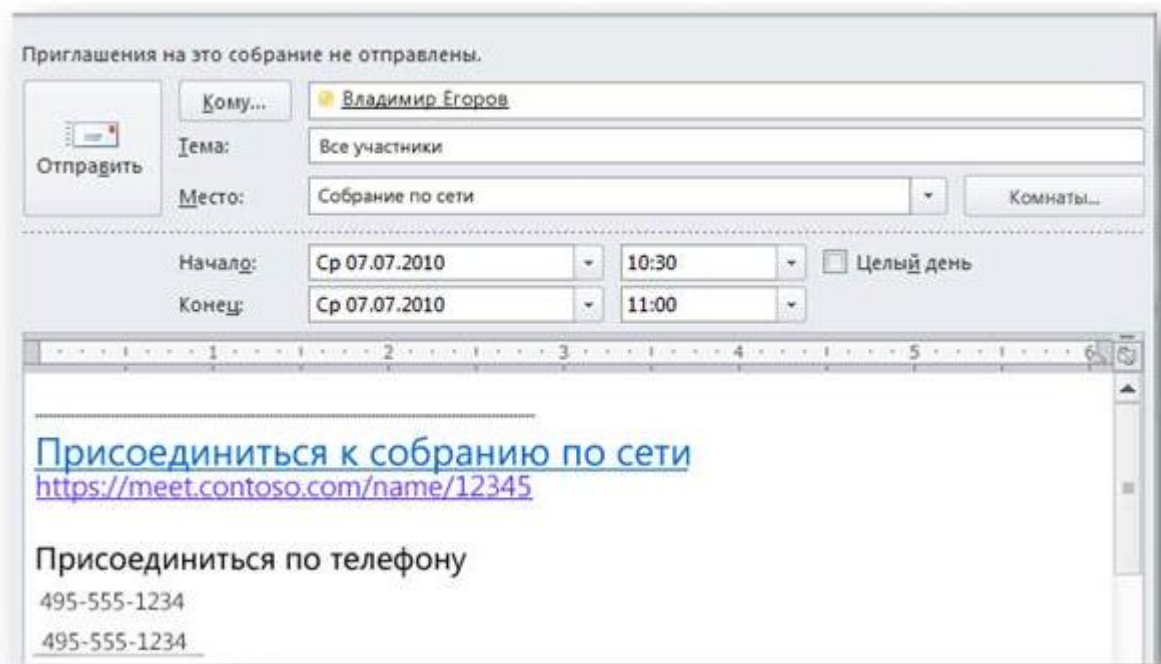 Приглашения на это собрание не отправлены.
Отправить
Кому...
Владимир Егоров
Тема:
Все участники
Место:
Собрание по сети
Комнаты...
Начало:
Ср 07.07.2010
10:30
Целый день
Конец:
Ср 07.07.2010
11:00
1 2 3 4 5 6
Присоединиться к собранию по сети
https://meet.contoso.com/name/12345
Присоединиться по телефону
495-555-1234
495-555-1234